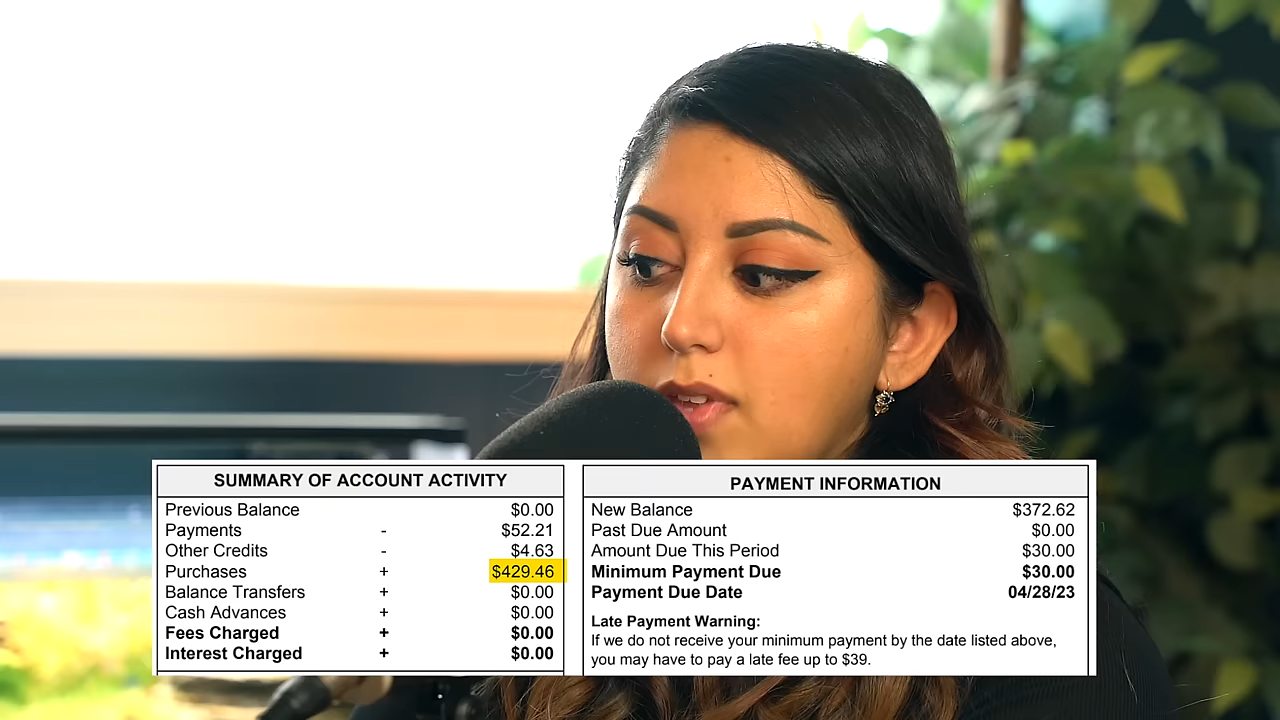 SUMMARY OF ACCOUNT ACTIVITY
Previous Balance $0.00
Payments - $52.21
Other Credits - $4.63
Purchases + $429.46
Balance Transfers + $0.00
Cash Advances + $0.00
Fees Charged + $0.00
Interest Charged + $0.00
PAYMENT INFORMATION
New Balance $372.62
Past Due Amount $0.00
Amount Due This Period $30.00
Minimum Payment Due $30.00
Payment Due Date 04/28/23
Late Payment Warning:
If we do not receive your minimum payment by the date listed above,
you may have to pay a late fee up to $39.